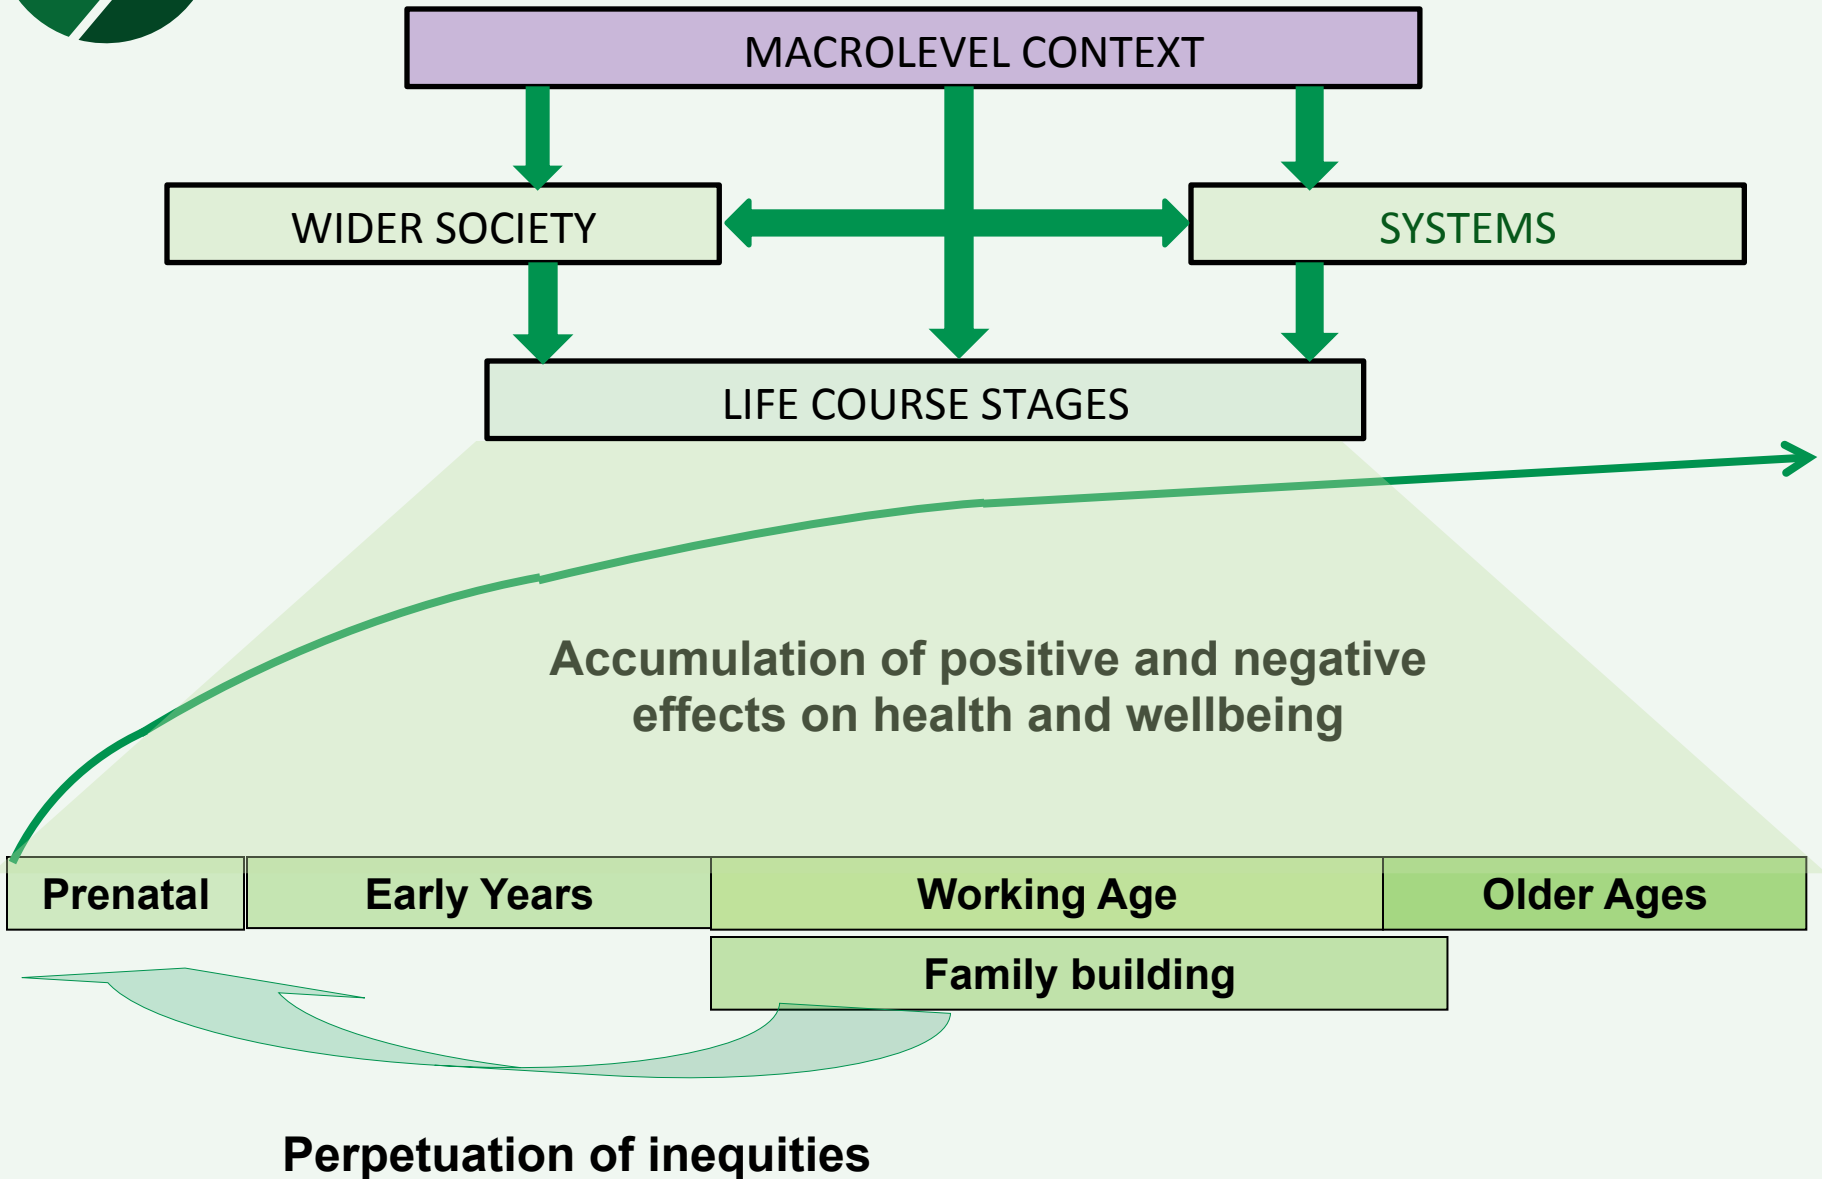 MACROLEVEL CONTEXT
WIDER SOCIETY
SYSTEMS
LIFE COURSE STAGES
Accumulation of positive and negative
effects on health and wellbeing
Prenatal
Early Years
Working Age
Older Ages
Family building
Perpetuation of inequities